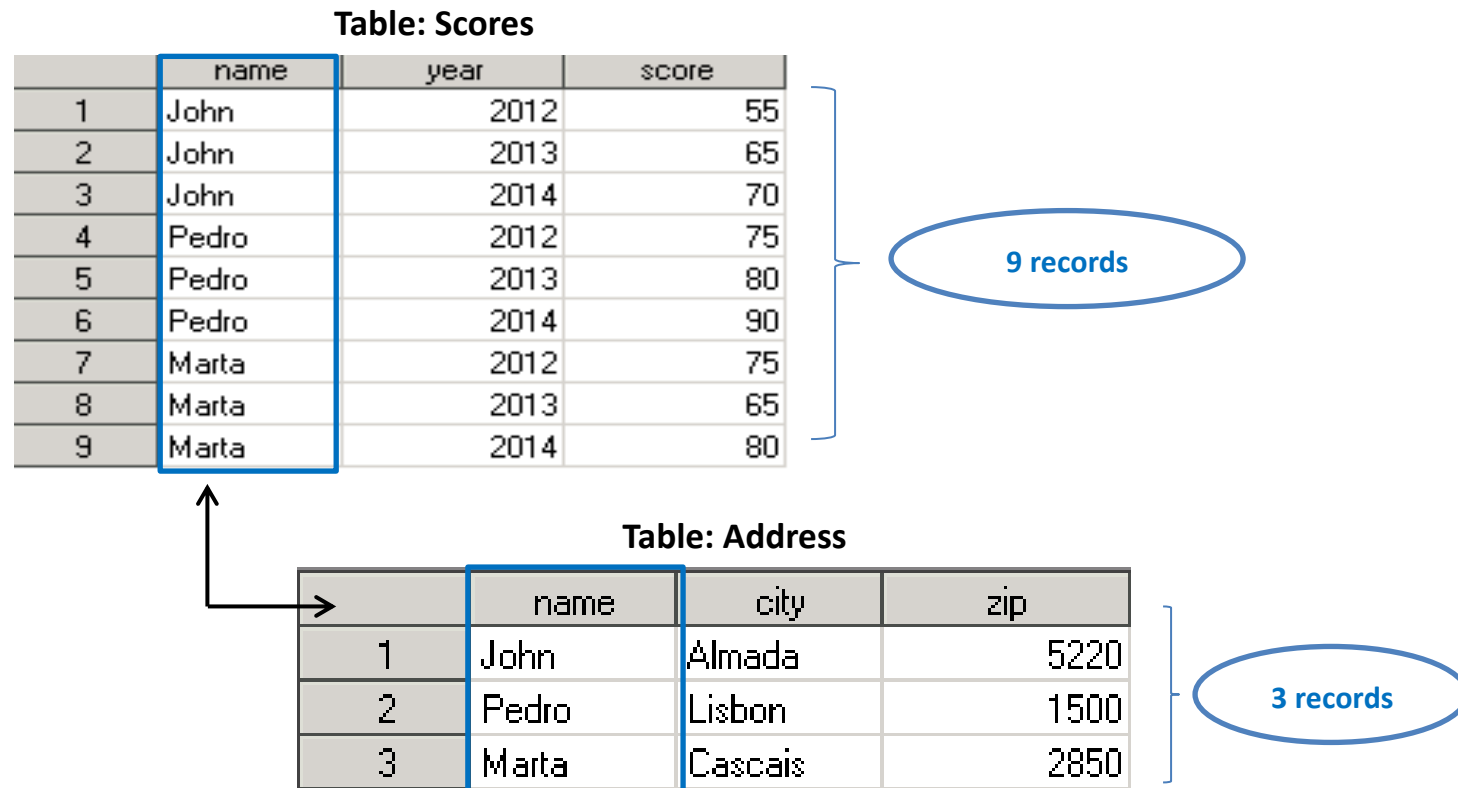 Table: Scores
name year score
1 John 2012 55
2 John 2013 65
3 John 2014 70
4 Pedro 2012 75
5 Pedro 2013 80
6 Pedro 2014 90
7 Marta 2012 75
8 Marta 2013 65
9 Marta 2014 80
9 records
Table: Address
name city zip
1 John Almada 5220
2 Pedro Lisbon 1500
3 Marta Cascais 2850
3 records